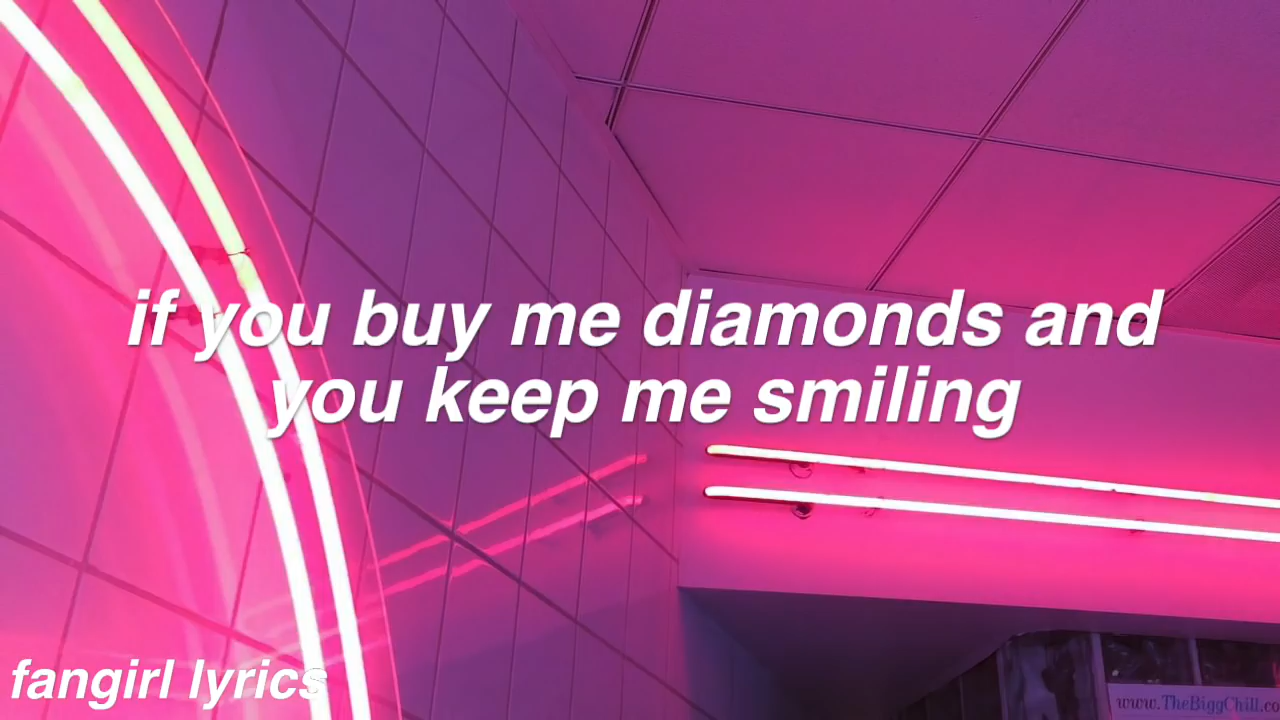 if you buy me diamonds and
you keep me smiling
fangirl lyrics
www.TheBiggChill.co